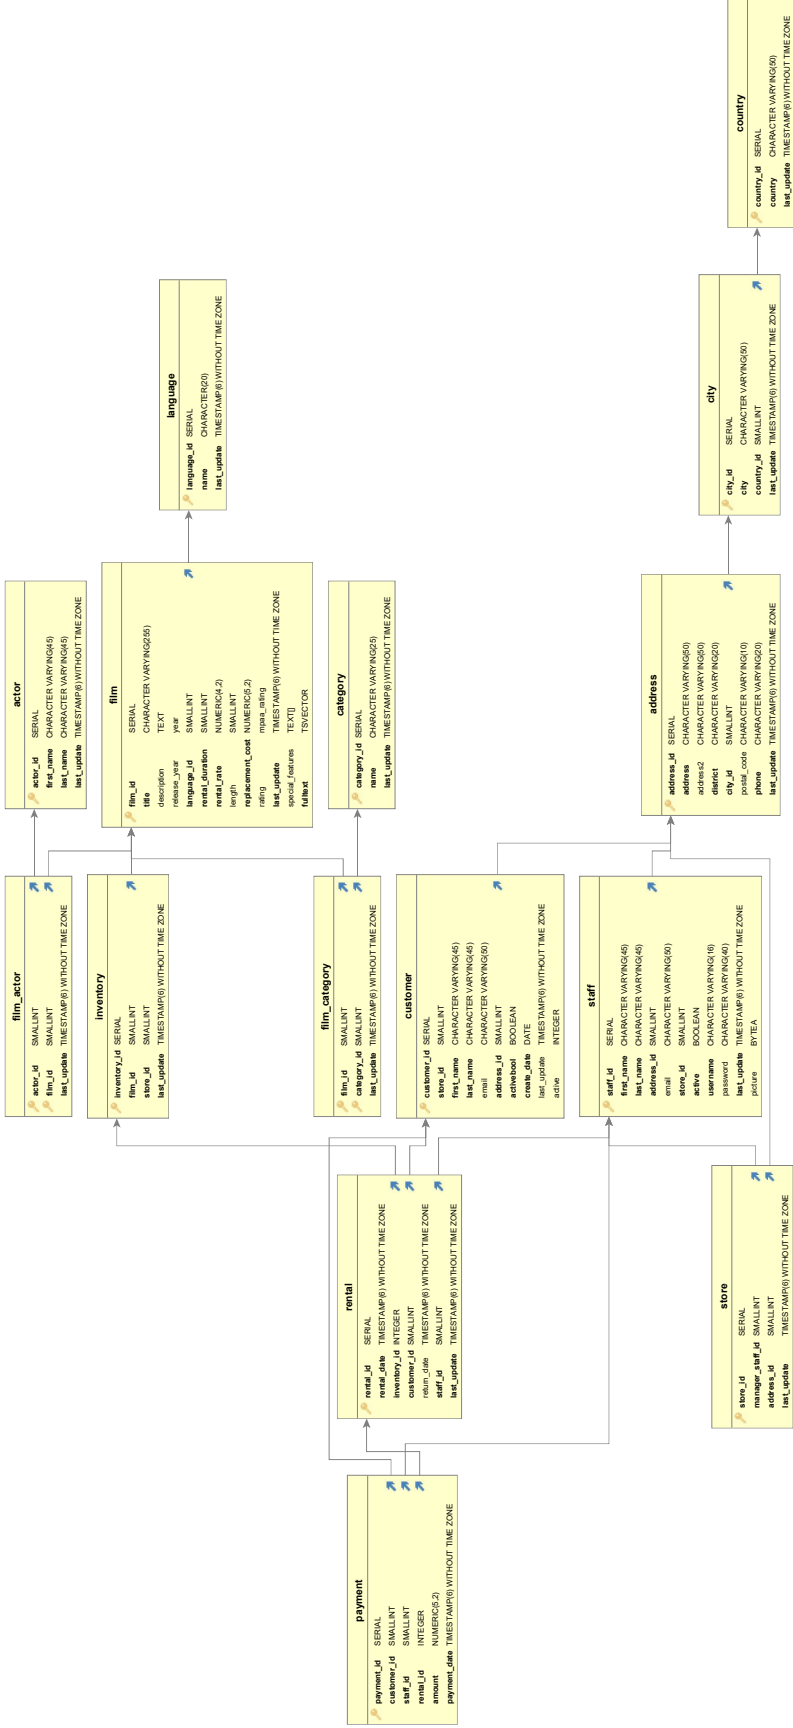 payment
payment_id SERIAL
customer_id SMALLINT
staff_id SMALLINT
rental_id INTEGER
amount NUMERIC(5,2)
payment_date TIMESTAMP(6) WITHOUT TIME ZONE
rental
rental_id SERIAL
rental_date TIMESTAMP(6) WITHOUT TIME ZONE
inventory_id INTEGER
customer_id SMALLINT
return_date TIMESTAMP(6) WITHOUT TIME ZONE
staff_id SMALLINT
last_update TIMESTAMP(6) WITHOUT TIME ZONE
store
store_id SERIAL
manager_staff_id SMALLINT
address_id SMALLINT
last_update TIMESTAMP(6) WITHOUT TIME ZONE
film_actor
actor_id SMALLINT
film_id SMALLINT
last_update TIMESTAMP(6) WITHOUT TIME ZONE
inventory
inventory_id SERIAL
film_id SMALLINT
store_id SMALLINT
last_update TIMESTAMP(6) WITHOUT TIME ZONE
film_category
film_id SMALLINT
category_id SMALLINT
last_update TIMESTAMP(6) WITHOUT TIME ZONE
customer
customer_id SERIAL
store_id SMALLINT
first_name CHARACTER VARYING(45)
last_name CHARACTER VARYING(45)
email CHARACTER VARYING(50)
address_id SMALLINT
activebool BOOLEAN
create_date DATE
last_update TIMESTAMP(6) WITHOUT TIME ZONE
active INTEGER
staff
staff_id SERIAL
first_name CHARACTER VARYING(45)
last_name CHARACTER VARYING(45)
address_id SMALLINT
email CHARACTER VARYING(50)
store_id SMALLINT
active BOOLEAN
username CHARACTER VARYING(16)
password CHARACTER VARYING(40)
last_update TIMESTAMP(6) WITHOUT TIME ZONE
picture BYTEA
actor
actor_id SERIAL
first_name CHARACTER VARYING(45)
last_name CHARACTER VARYING(45)
last_update TIMESTAMP(6) WITHOUT TIME ZONE
film
film_id SERIAL
title CHARACTER VARYING(255)
description TEXT
release_year year
language_id SMALLINT
rental_duration SMALLINT
rental_rate NUMERIC(4,2)
length SMALLINT
replacement_cost NUMERIC(5,2)
rating mpaa_rating
last_update TIMESTAMP(6) WITHOUT TIME ZONE
special_features TEXT[]
fulltext TSVECTOR
category
category_id SERIAL
name CHARACTER VARYING(25)
last_update TIMESTAMP(6) WITHOUT TIME ZONE
address
address_id SERIAL
address CHARACTER VARYING(50)
address2 CHARACTER VARYING(50)
district CHARACTER VARYING(20)
city_id SMALLINT
postal_code CHARACTER VARYING(10)
phone CHARACTER VARYING(20)
last_update TIMESTAMP(6) WITHOUT TIME ZONE
language
language_id SERIAL
name CHARACTER(20)
last_update TIMESTAMP(6) WITHOUT TIME ZONE
city
city_id SERIAL
city CHARACTER VARYING(50)
country_id SMALLINT
last_update TIMESTAMP(6) WITHOUT TIME ZONE
country
country_id SERIAL
country CHARACTER VARYING(50)
last_update TIMESTAMP(6) WITHOUT TIME ZONE